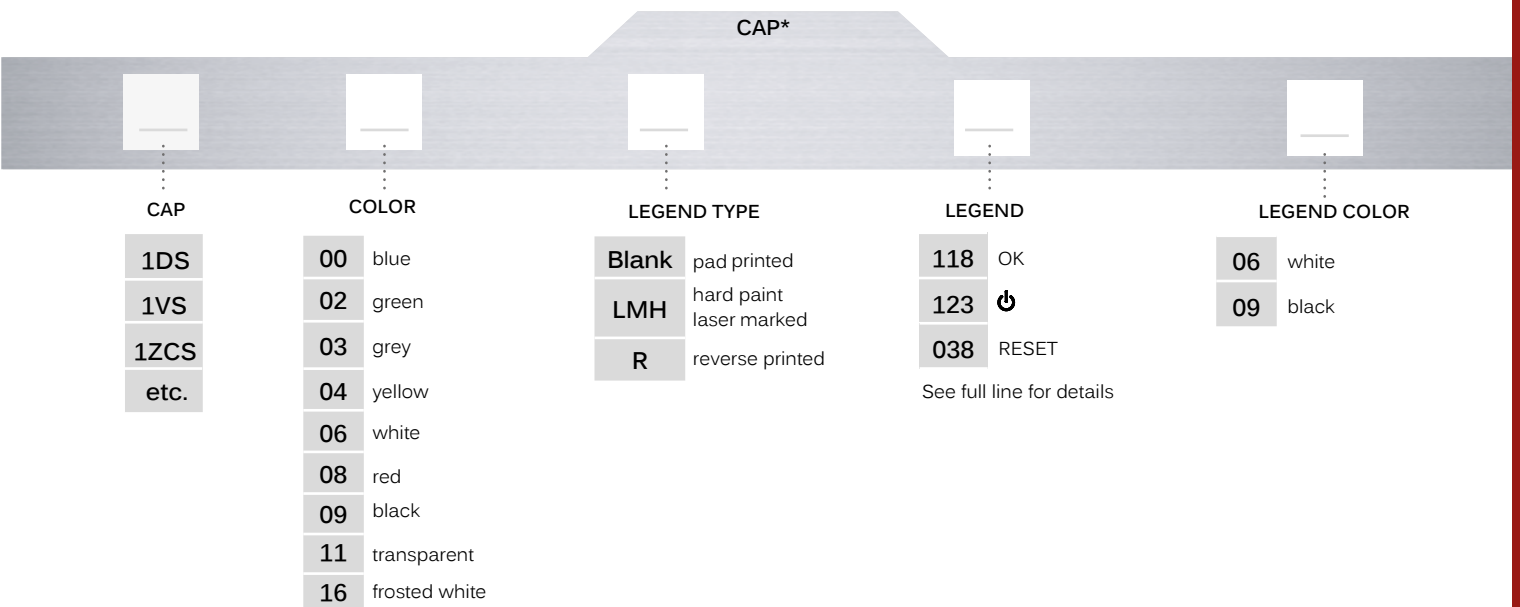 CAP*
CAP
1DS
1VS
1ZCS
etc.
COLOR
00 blue
02 green
03 grey
04 yellow
06 white
08 red
09 black
11 transparent
16 frosted white
LEGEND TYPE
Blank pad printed
LMH hard paint
laser marked
R reverse printed
LEGEND
118 OK
123 ⏻
038 RESET
See full line for details
LEGEND COLOR
06 white
09 black